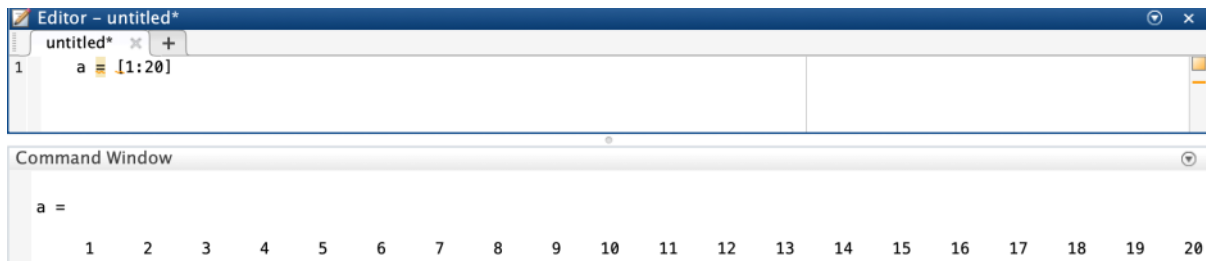 Editor – untitled*
untitled* × +
1 a = [1:20]
Command Window
a =
1 2 3 4 5 6 7 8 9 10 11 12 13 14 15 16 17 18 19 20